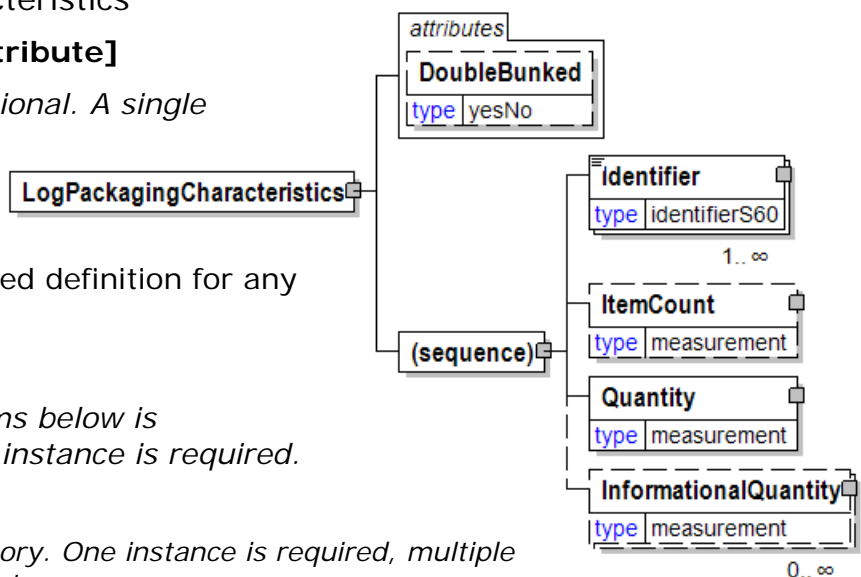 cteristics
tribute]
ional. A single
ed definition for any
ns below is
instance is required.
ory. One instance is required, multiple
attributes
DoubleBunked
type yesNo
LogPackagingCharacteristics
(sequence)
Identifier
type identifierS60
1..∞
ItemCount
type measurement
Quantity
type measurement
InformationalQuantity
type measurement
0..∞